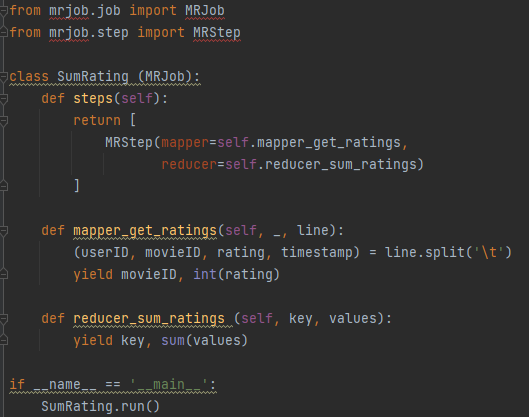 from mrjob.job import MRJob
from mrjob.step import MRStep

class SumRating (MRJob):
    def steps(self):
        return [
            MRStep(mapper=self.mapper_get_ratings,
                   reducer=self.reducer_sum_ratings)
        ]

    def mapper_get_ratings(self, _, line):
        (userID, movieID, rating, timestamp) = line.split('\t')
        yield movieID, int(rating)

    def reducer_sum_ratings (self, key, values):
        yield key, sum(values)

if __name__ == '__main__':
    SumRating.run()